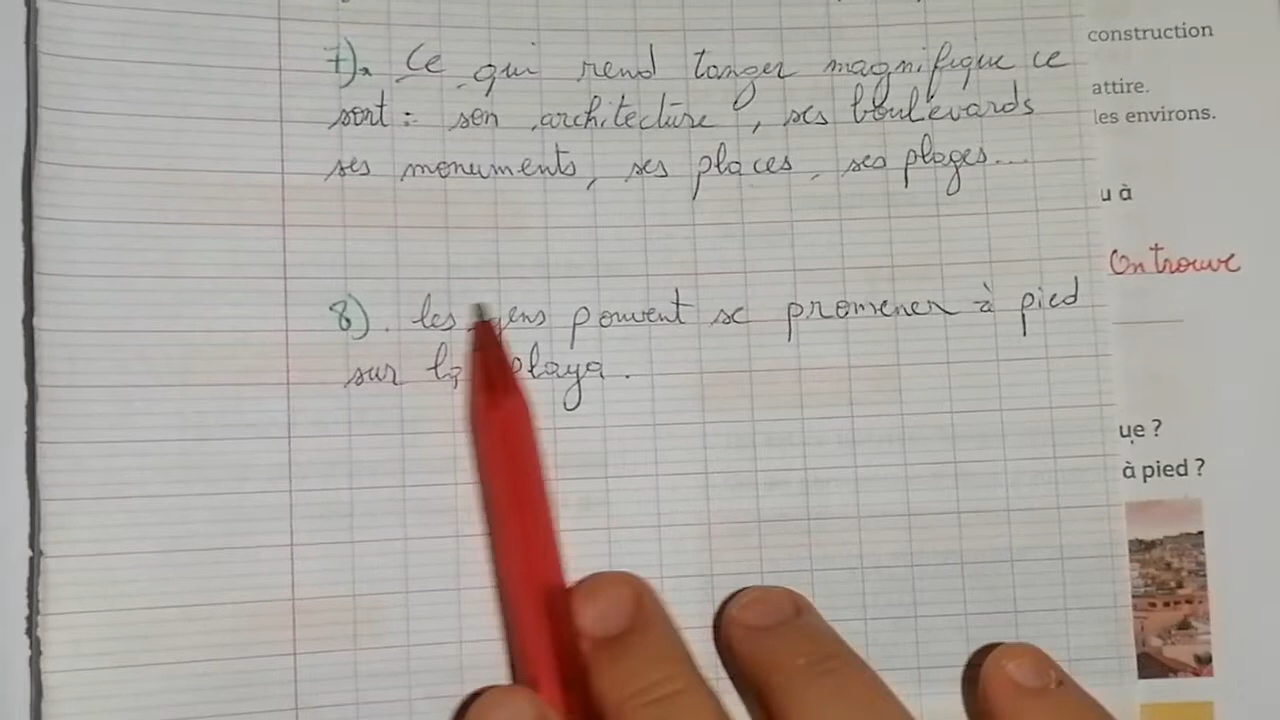 7). Ce qui rend tanger magnifique ce
sont : son architecture, ses boulevards
ses monuments, ses places, ses plages...
8). les gens peuvent se promener à pied
sur la playa.
construction
attire.
les environs.
u à
On trouve
ue ?
à pied ?